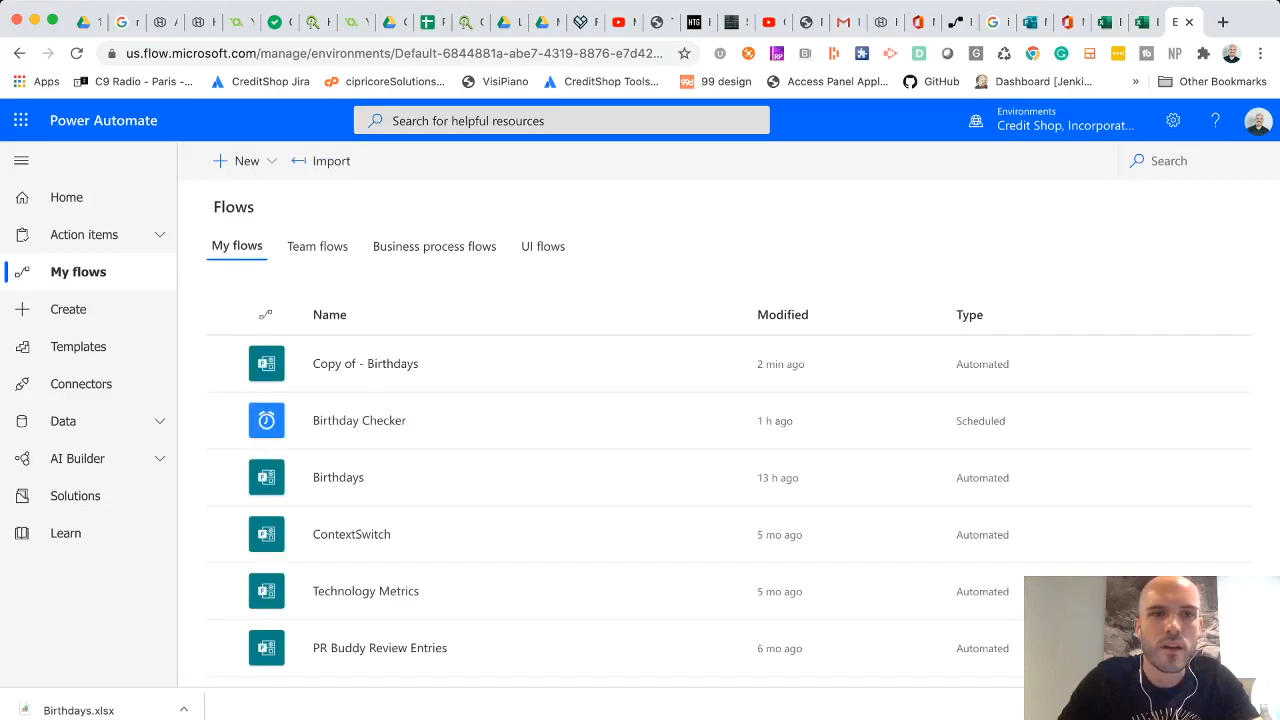 us.flow.microsoft.com/manage/environments/Default-6844881a-abe7-4319-8876-e7d42...
Apps
C9 Radio - Paris -...
CreditShop Jira
cipricoreSolutions...
VisiPiano
CreditShop Tools...
99 design
Access Panel Appl...
GitHub
Dashboard [Jenki...
»
Other Bookmarks
Power Automate
Search for helpful resources
Environments
Credit Shop, Incorporat...
?
New
Import
Search
Home
Action items
My flows
Create
Templates
Connectors
Data
AI Builder
Solutions
Learn
Flows
My flows
Team flows
Business process flows
UI flows
Name
Modified
Type
Copy of - Birthdays
2 min ago
Automated
Birthday Checker
1 h ago
Scheduled
Birthdays
13 h ago
Automated
ContextSwitch
5 mo ago
Automated
Technology Metrics
5 mo ago
Automated
PR Buddy Review Entries
6 mo ago
Automated
Birthdays.xlsx